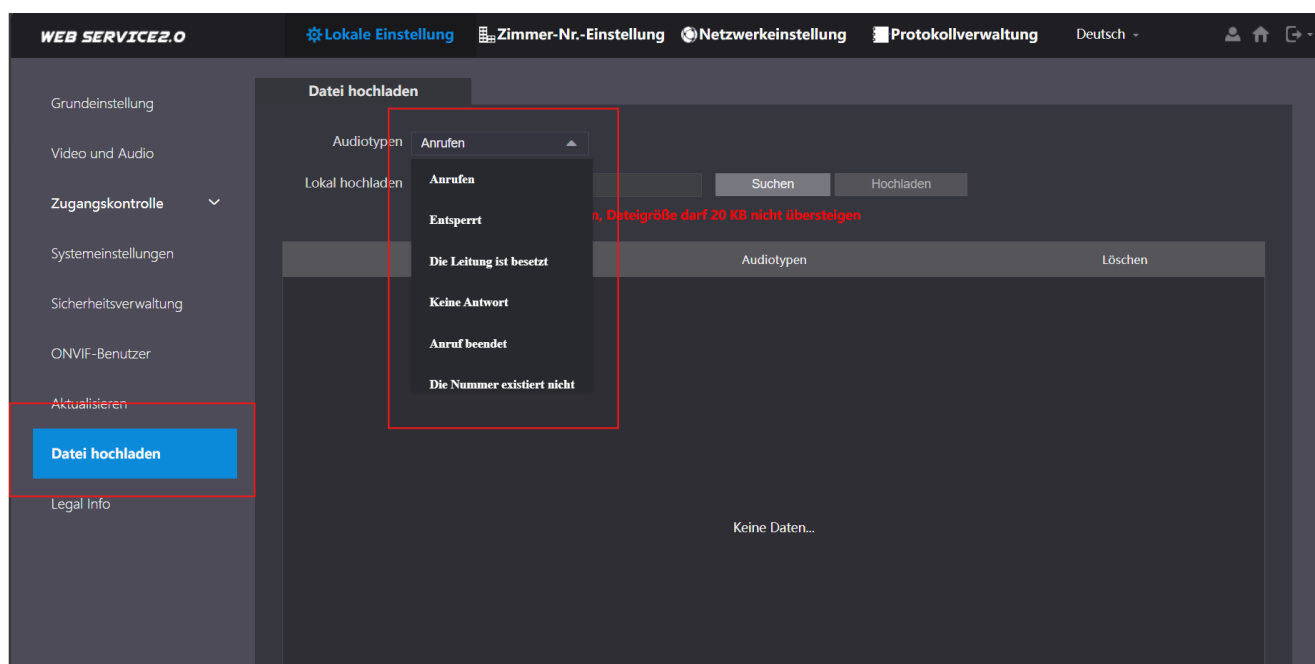 WEB SERVICE2.0 Lokale Einstellung Zimmer-Nr.-Einstellung Netzwerkeinstellung Protokollverwaltung Deutsch
Grundeinstellung
Video und Audio
Zugangskontrolle
Systemeinstellungen
Sicherheitsverwaltung
ONVIF-Benutzer
Aktualisieren
Datei hochladen
Legal Info
Datei hochladen
Audiotypen Anrufen
Lokal hochladen Suchen Hochladen
Dateigröße darf 20 KB nicht übersteigen
Anrufen
Entsperrt
Die Leitung ist besetzt
Keine Antwort
Anruf beendet
Die Nummer existiert nicht
Audiotypen Löschen
Keine Daten...